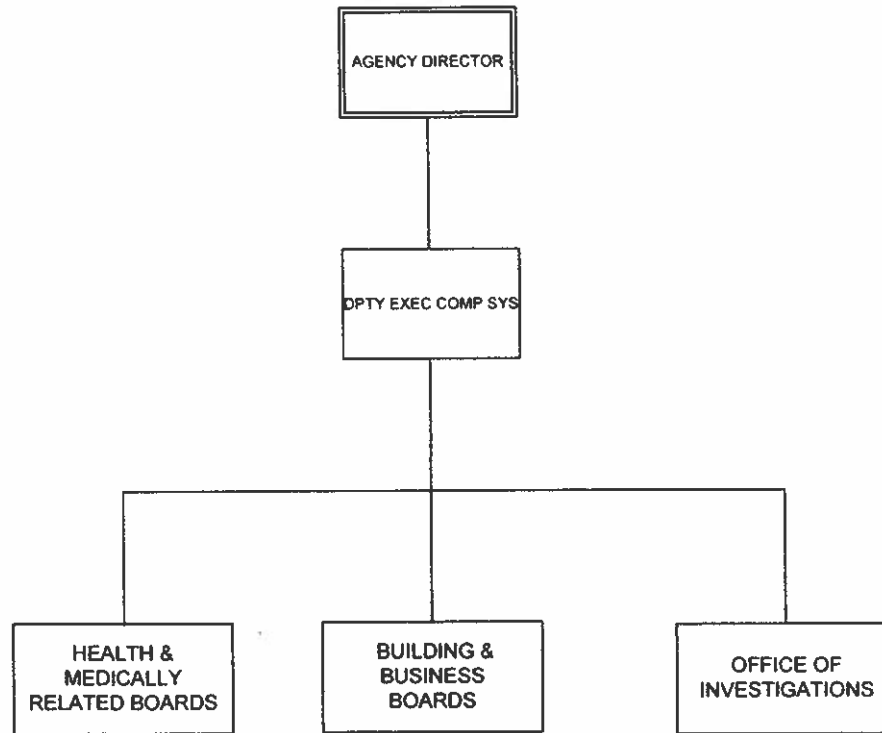 AGENCY DIRECTOR
DPTY EXEC COMP SYS
HEALTH &
MEDICALLY
RELATED BOARDS
BUILDING &
BUSINESS
BOARDS
OFFICE OF
INVESTIGATIONS